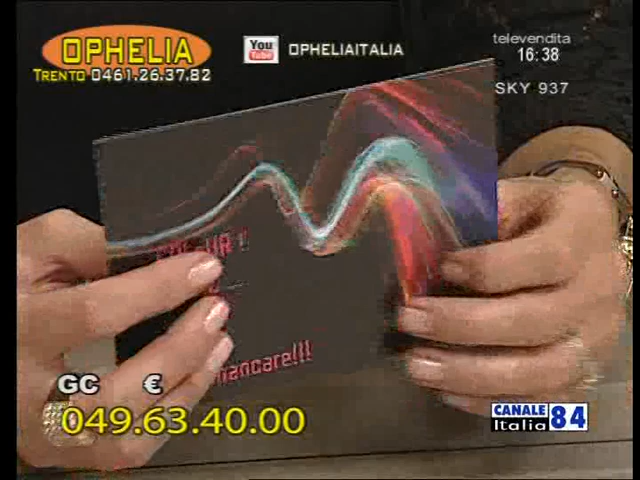 OPHELIA
TRENTO 0461.26.37.82
You Tube OPHELIAITALIA
televendita
16:38
SKY 937
GC €
049.63.40.00
CANALE 84
Italia